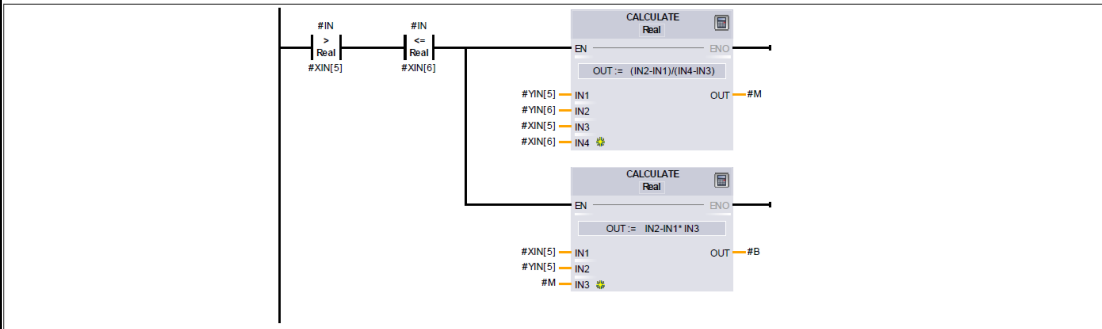 #IN
>
Real
#XIN[5]
#IN
<=
Real
#XIN[6]
CALCULATE
Real
EN
ENO
OUT := (IN2-IN1)/(IN4-IN3)
#YIN[5] IN1 OUT #M
#YIN[6] IN2
#XIN[5] IN3
#XIN[6] IN4
CALCULATE
Real
EN
ENO
OUT := IN2-IN1* IN3
#XIN[5] IN1 OUT #B
#YIN[5] IN2
#M IN3